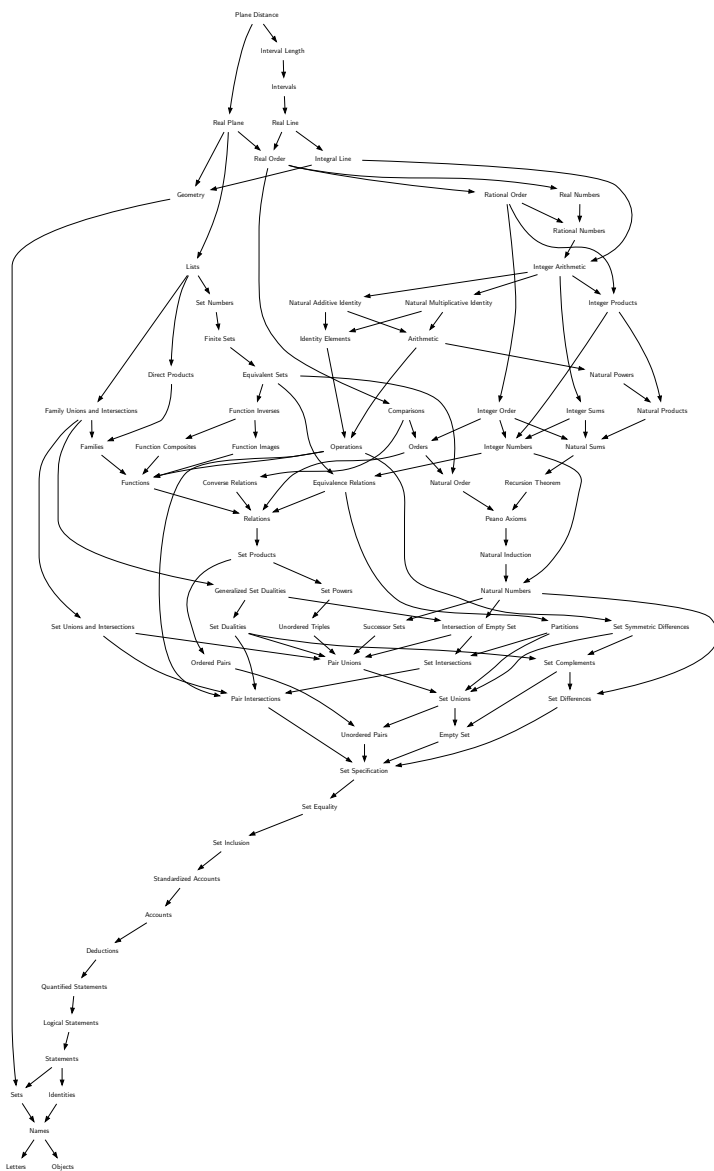 Plane Distance
Interval Length
Intervals
Real Plane
Real Line
Real Order
Integral Line
Geometry
Rational Order
Real Numbers
Rational Numbers
Lists
Integer Arithmetic
Set Numbers
Natural Additive Identity
Natural Multiplicative Identity
Integer Products
Finite Sets
Identity Elements
Arithmetic
Direct Products
Equivalent Sets
Natural Powers
Family Unions and Intersections
Function Inverses
Comparisons
Integer Order
Integer Sums
Natural Products
Families
Function Composites
Function Images
Operations
Orders
Integer Numbers
Natural Sums
Functions
Converse Relations
Equivalence Relations
Natural Order
Recursion Theorem
Relations
Peano Axioms
Set Products
Natural Induction
Generalized Set Dualities
Set Powers
Natural Numbers
Set Unions and Intersections
Set Dualities
Unordered Triples
Successor Sets
Intersection of Empty Set
Partitions
Set Symmetric Differences
Ordered Pairs
Pair Unions
Set Intersections
Set Complements
Pair Intersections
Set Unions
Set Differences
Unordered Pairs
Empty Set
Set Specification
Set Equality
Set Inclusion
Standardized Accounts
Accounts
Deductions
Quantified Statements
Logical Statements
Statements
Sets
Identities
Names
Letters
Objects